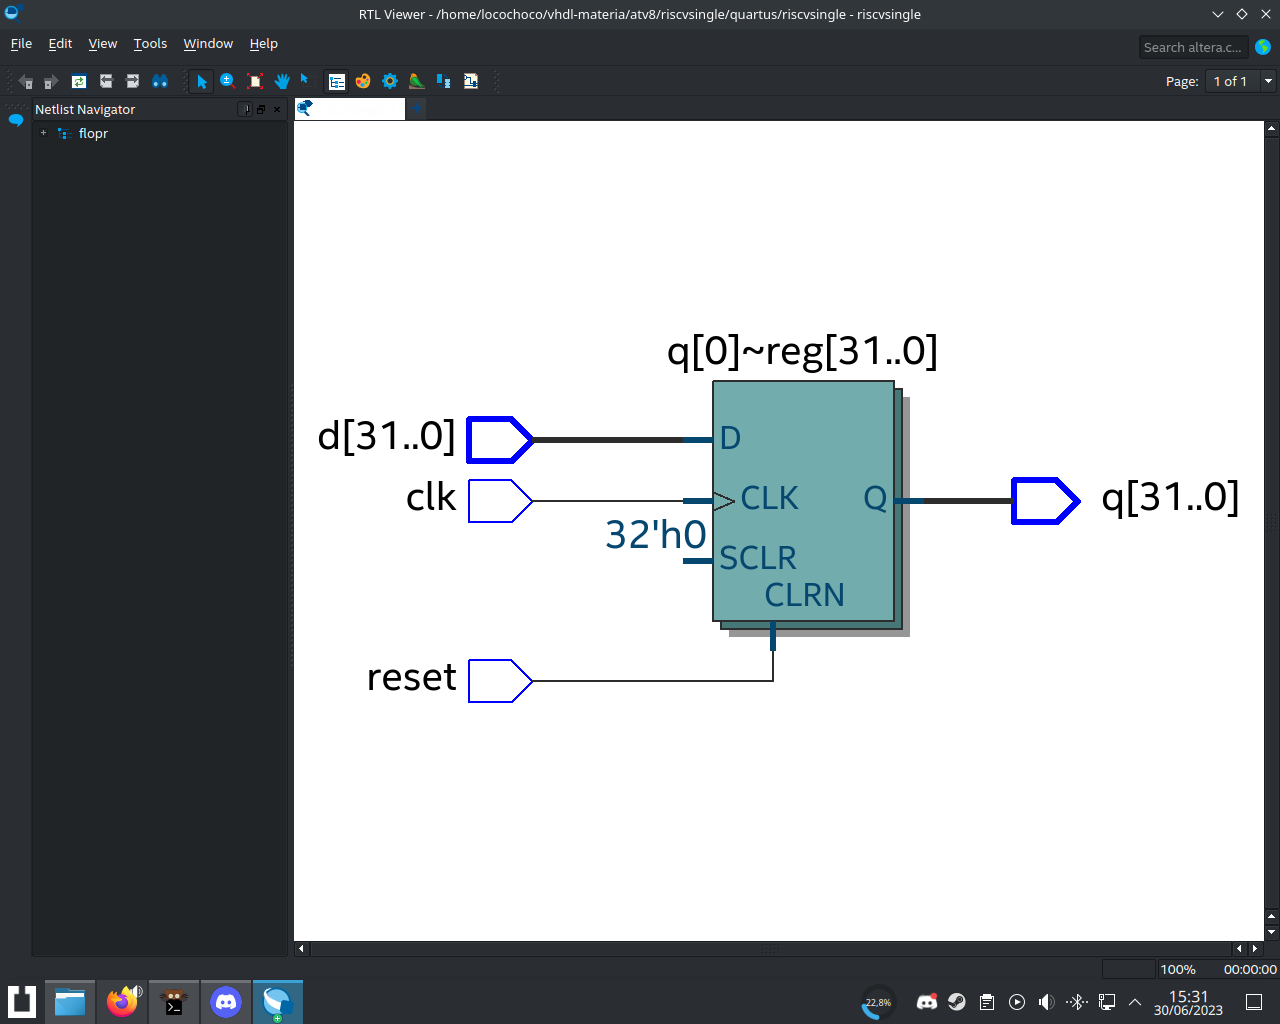 RTL Viewer - /home/locochoco/vhdl-materia/atv8/riscvsingle/quartus/riscvsingle - riscvsingle
File Edit View Tools Window Help
Search altera.c...
Page: 1 of 1
Netlist Navigator
flopr
q[0]~reg[31..0]
d[31..0]
D
clk
CLK
Q
q[31..0]
32'h0
SCLR
CLRN
reset
100% 00:00:00
22,8%
15:31
30/06/2023